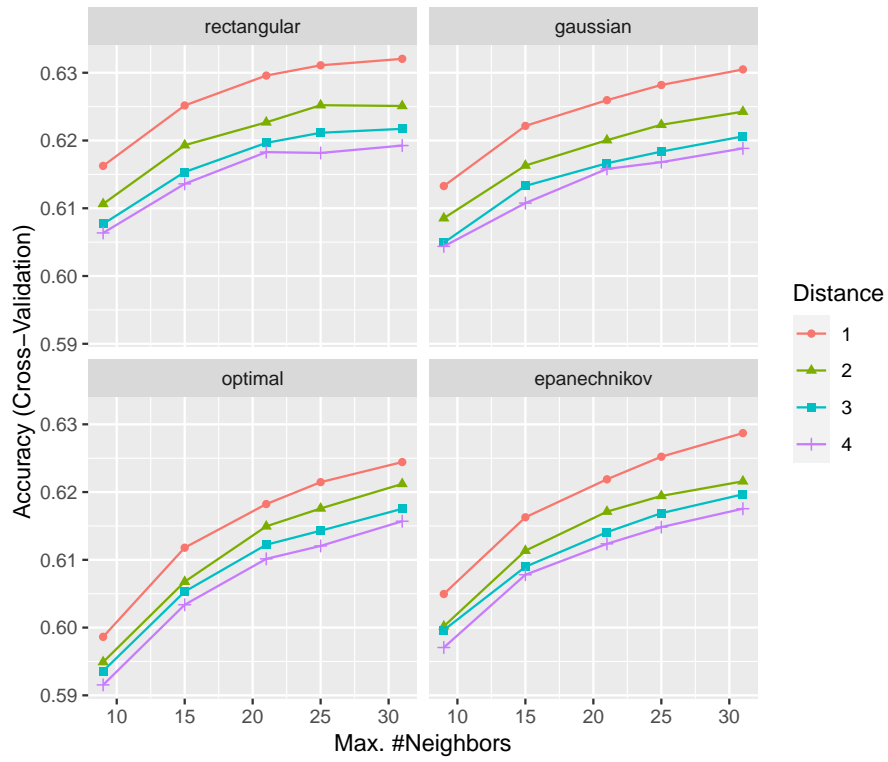 rectangular
gaussian
0.63
0.62
0.61
0.60
0.59
optimal
epanechnikov
0.63
0.62
0.61
0.60
0.59
10 15 20 25 30
10 15 20 25 30
Max. #Neighbors
Accuracy (Cross−Validation)
Distance
1
2
3
4